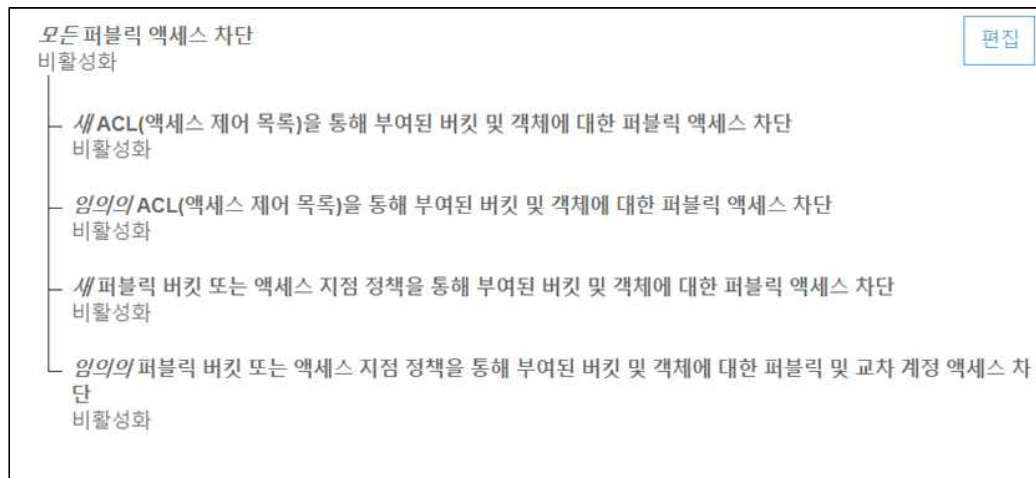 모든 퍼블릭 액세스 차단
편집
비활성화
새 ACL(액세스 제어 목록)을 통해 부여된 버킷 및 객체에 대한 퍼블릭 액세스 차단
비활성화
임의의 ACL(액세스 제어 목록)을 통해 부여된 버킷 및 객체에 대한 퍼블릭 액세스 차단
비활성화
새 퍼블릭 버킷 또는 액세스 지점 정책을 통해 부여된 버킷 및 객체에 대한 퍼블릭 액세스 차단
비활성화
임의의 퍼블릭 버킷 또는 액세스 지점 정책을 통해 부여된 버킷 및 객체에 대한 퍼블릭 및 교차 계정 액세스 차
단
비활성화